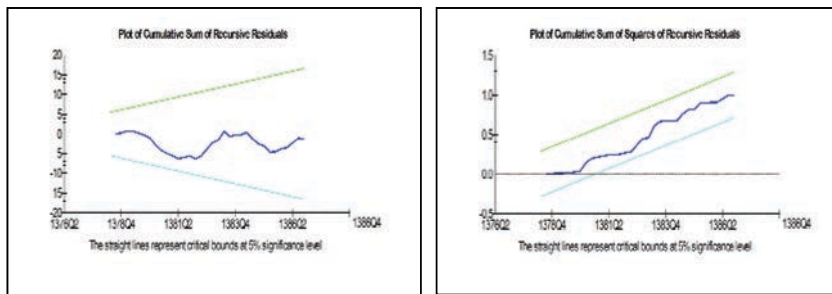 Plot of Cumulative Sum of Recursive Residuals
20
15
10
5
0
-5
-10
-15
-20
1376Q2 1378Q4 1381Q2 1383Q4 1386Q2 1386Q4
The straight lines represent critical bounds at 5% significance level
Plot of Cumulative Sum of Squares of Recursive Residuals
1.5
1.0
0.5
0.0
-0.5
1376Q2 1378Q4 1381Q2 1383Q4 1386Q2 1386Q4
The straight lines represent critical bounds at 5% significance level